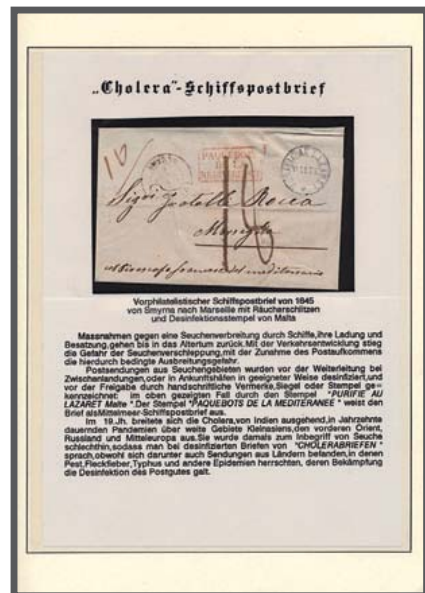 „Cholera“-Schiffspostbrief
16
PAQUEBOTS
DE LA
Sigri fratelli Rocca
Marsiglia
Vorphilatelistischer Schiffspostbrief von 1845
von Smyrna nach Marseille mit Räucherschlitzen
und Desinfektionsstempel von Malta
Massnahmen gegen eine Seuchenverbreitung durch Schiffe,ihre Ladung und
Besatzung,gehen bis in das Altertum zurück.Mit der Verkehrsentwicklung stieg
die Gefahr der Seuchenverschleppung,mit der Zunahme des Postaufkommens
die hierdurch bedingte Ausbreitungsgefahr.
Postsendungen aus Seuchengebieten wurden vor der Weiterleitung bei
Zwischenlandungen,oder in Ankunftshäfen in geeigneter Weise desinfiziert,und
vor der Freigabe durch handschriftliche Vermerke,Siegel oder Stempel ge=
kennzeichnet: im oben gezeigten Fall durch den Stempel "PURIFIE AU
LAZARET Malte ".Der Stempel "PAQUEBOTS DE LA MEDITERANEE " weist den
Brief alsMittelmeer-Schiffspostbrief aus.
Im 19.Jh. breitete sich die Cholera,von Indien ausgehend,in Jahrzehnte
dauernden Pandemien über weite Gebiete Kleinasiens,den vorderen Orient,
Russland und Mitteleuropa aus.Sie wurde damals zum Inbegriff von Seuche
schlechthin,sodass man bei desinfizierten Briefen von "CHOLERABRIEFEN "
sprach,obwohl sich darunter auch Sendungen aus Ländern befanden,in denen
Pest,Fleckfieber,Typhus und andere Epidemien herrschten, deren Bekämpfung
die Desinfektion des Postgutes galt.